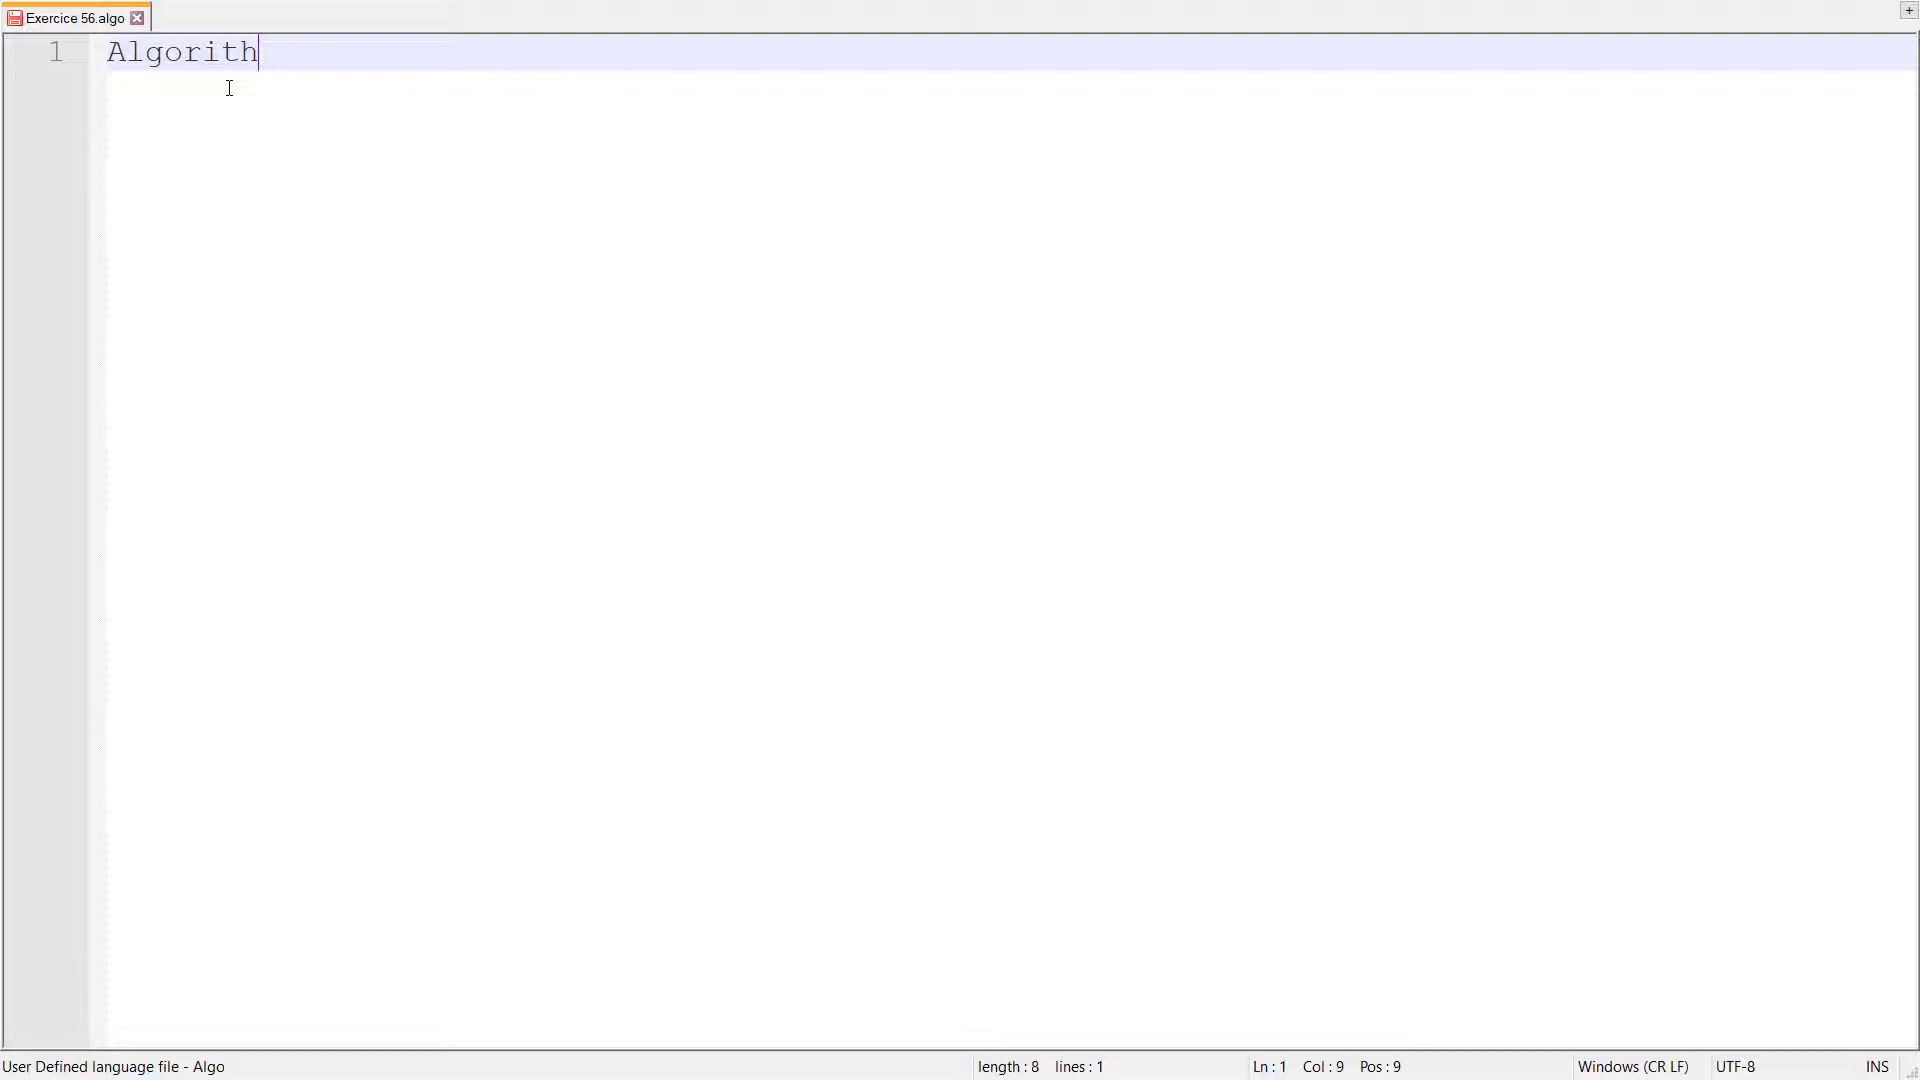 Exercice 56.algo
1 Algorith
User Defined language file - Algo length : 8 lines : 1 Ln : 1 Col : 9 Pos : 9 Windows (CR LF) UTF-8 INS